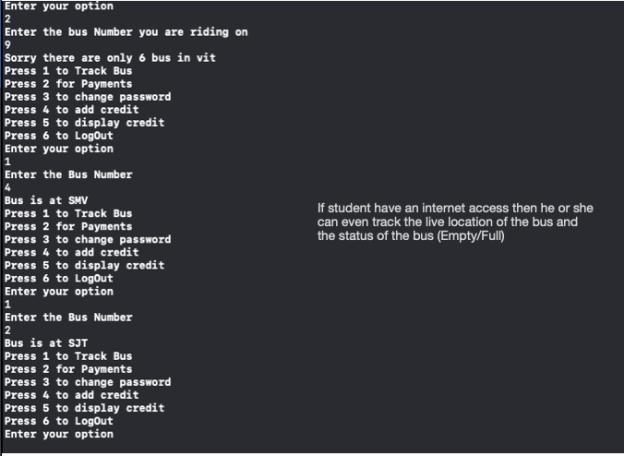 Enter your option
2
Enter the bus Number you are riding on
9
Sorry there are only 6 bus in vit
Press 1 to Track Bus
Press 2 for Payments
Press 3 to change password
Press 4 to add credit
Press 5 to display credit
Press 6 to LogOut
Enter your option
1
Enter the Bus Number
4
Bus is at SMV
Press 1 to Track Bus
Press 2 for Payments
Press 3 to change password
Press 4 to add credit
Press 5 to display credit
Press 6 to LogOut
Enter your option
1
Enter the Bus Number
2
Bus is at SJT
Press 1 to Track Bus
Press 2 for Payments
Press 3 to change password
Press 4 to add credit
Press 5 to display credit
Press 6 to LogOut
Enter your option
If student have an internet access then he or she
can even track the live location of the bus and
the status of the bus (Empty/Full)